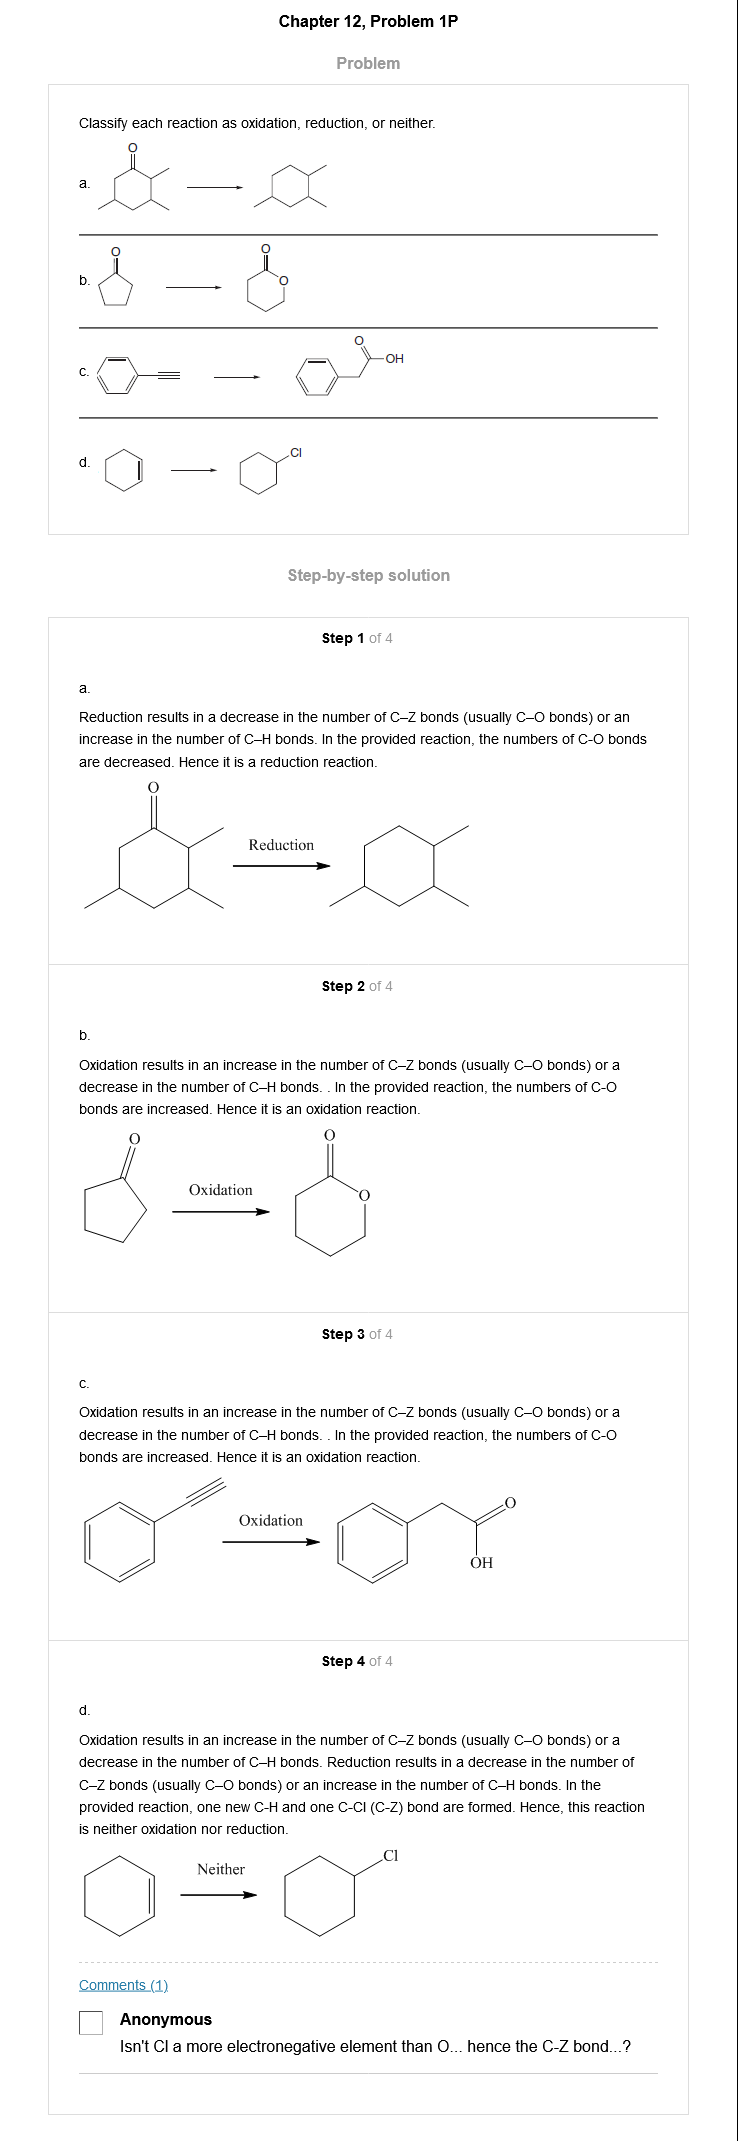 Chapter 12, Problem 1P
Problem
Classify each reaction as oxidation, reduction, or neither.
O
a.
O
O
b.
O
O
c.
OH
Cl
d.
Step-by-step solution
Step 1 of 4
a.
Reduction results in a decrease in the number of C–Z bonds (usually C–O bonds) or an
increase in the number of C–H bonds. In the provided reaction, the numbers of C-O bonds
are decreased. Hence it is a reduction reaction.
O
Reduction
Step 2 of 4
b.
Oxidation results in an increase in the number of C–Z bonds (usually C–O bonds) or a
decrease in the number of C–H bonds. . In the provided reaction, the numbers of C-O
bonds are increased. Hence it is an oxidation reaction.
O
O
Oxidation
O
Step 3 of 4
c.
Oxidation results in an increase in the number of C–Z bonds (usually C–O bonds) or a
decrease in the number of C–H bonds. . In the provided reaction, the numbers of C-O
bonds are increased. Hence it is an oxidation reaction.
O
Oxidation
OH
Step 4 of 4
d.
Oxidation results in an increase in the number of C–Z bonds (usually C–O bonds) or a
decrease in the number of C–H bonds. Reduction results in a decrease in the number of
C–Z bonds (usually C–O bonds) or an increase in the number of C–H bonds. In the
provided reaction, one new C-H and one C-Cl (C-Z) bond are formed. Hence, this reaction
is neither oxidation nor reduction.
Cl
Neither
Comments (1)
Anonymous
Isn't Cl a more electronegative element than O... hence the C-Z bond...?